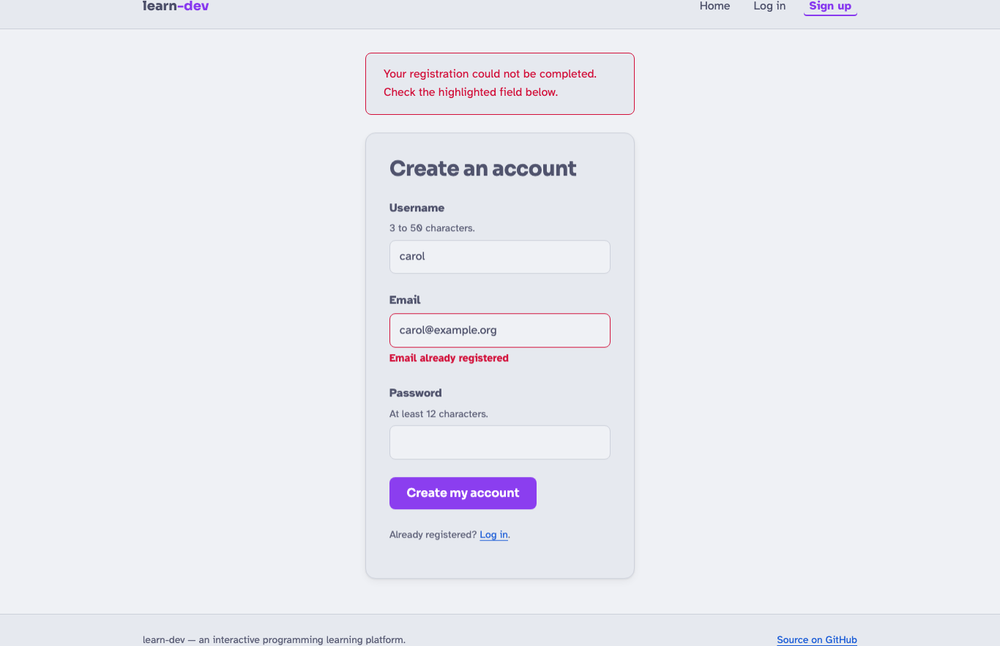 learn-dev
Home
Log in
Sign up
Your registration could not be completed.
Check the highlighted field below.
Create an account
Username
3 to 50 characters.
carol
Email
carol@example.org
Email already registered
Password
At least 12 characters.
Create my account
Already registered? Log in.
learn-dev — an interactive programming learning platform.
Source on GitHub